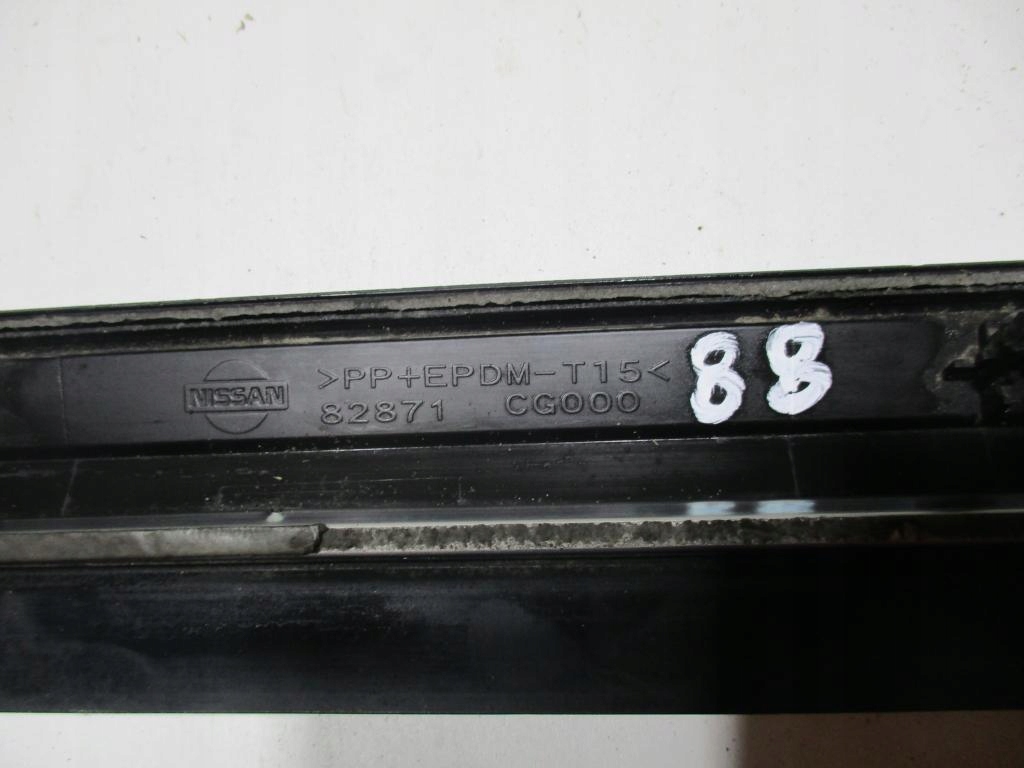 NISSAN
>PP+EPDM-T15<
82871 CG000
88